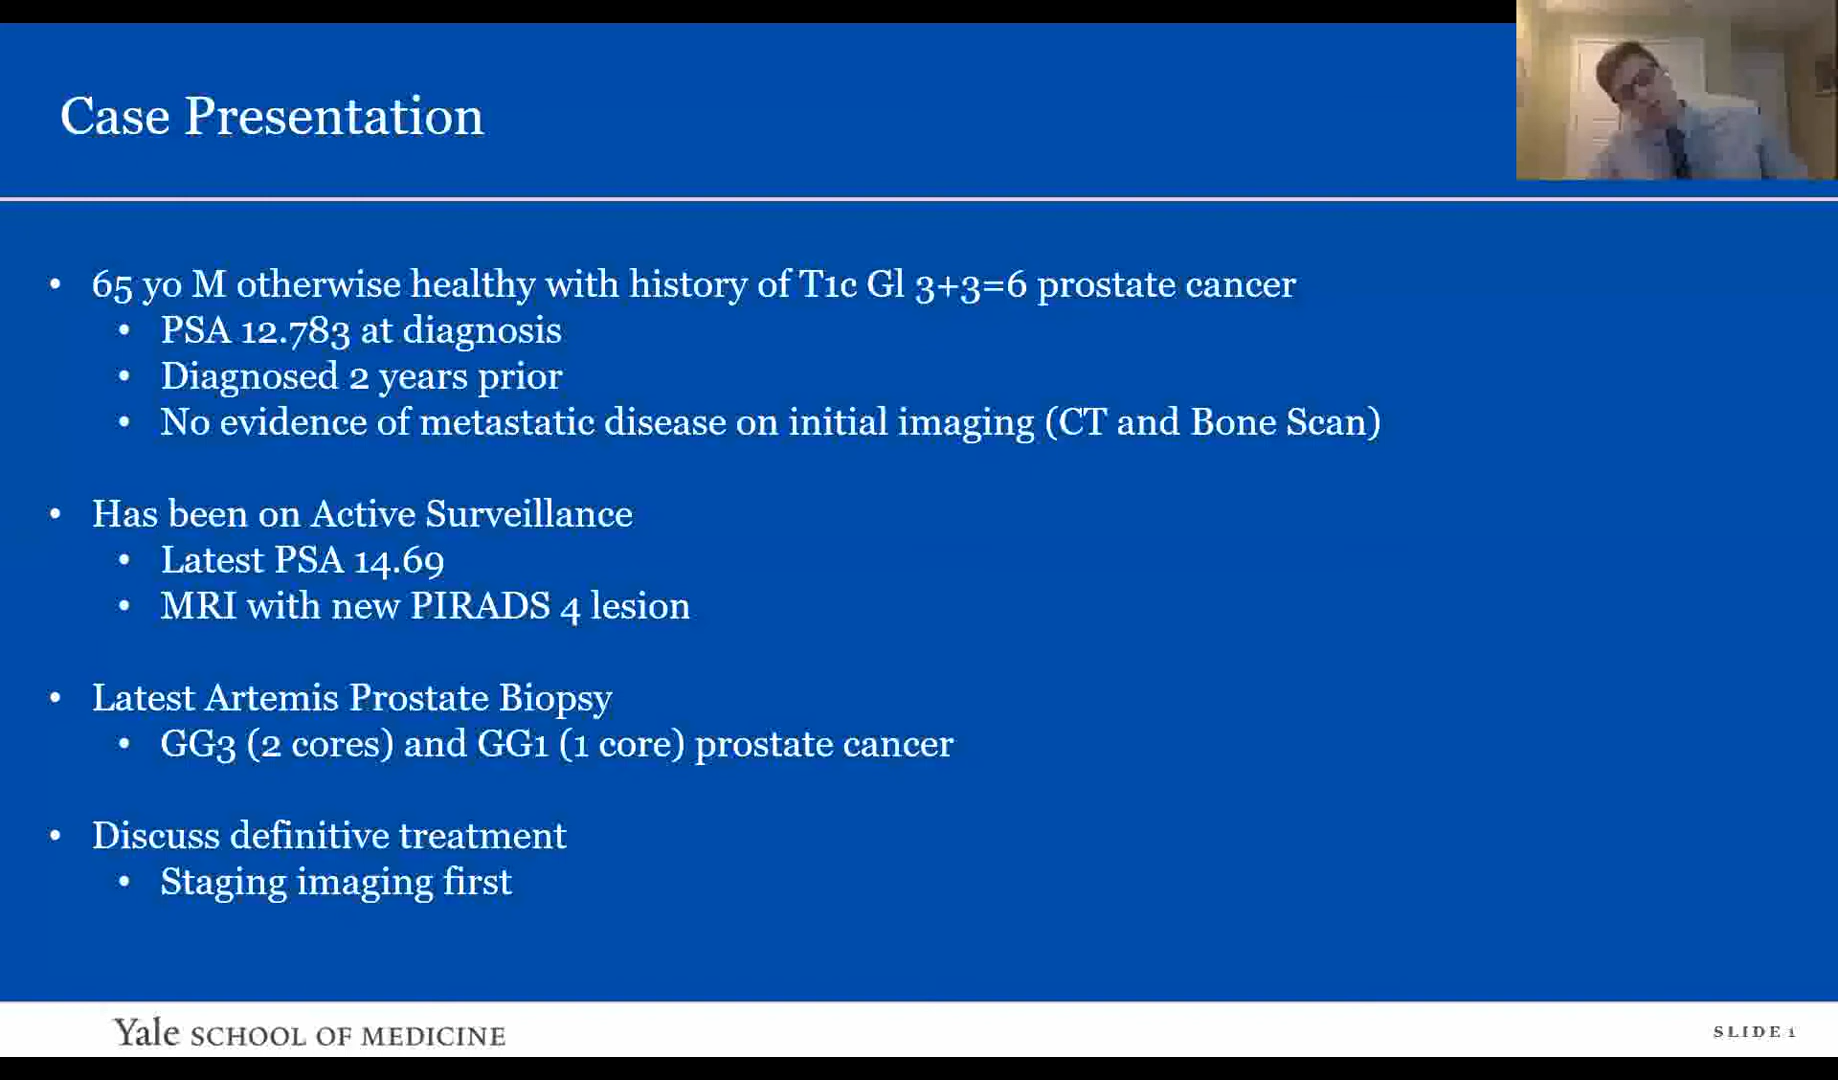 Case Presentation
• 65 yo M otherwise healthy with history of T1c Gl 3+3=6 prostate cancer
• PSA 12.783 at diagnosis
• Diagnosed 2 years prior
• No evidence of metastatic disease on initial imaging (CT and Bone Scan)
• Has been on Active Surveillance
• Latest PSA 14.69
• MRI with new PIRADS 4 lesion
• Latest Artemis Prostate Biopsy
• GG3 (2 cores) and GG1 (1 core) prostate cancer
• Discuss definitive treatment
• Staging imaging first
Yale SCHOOL OF MEDICINE
SLIDE 1